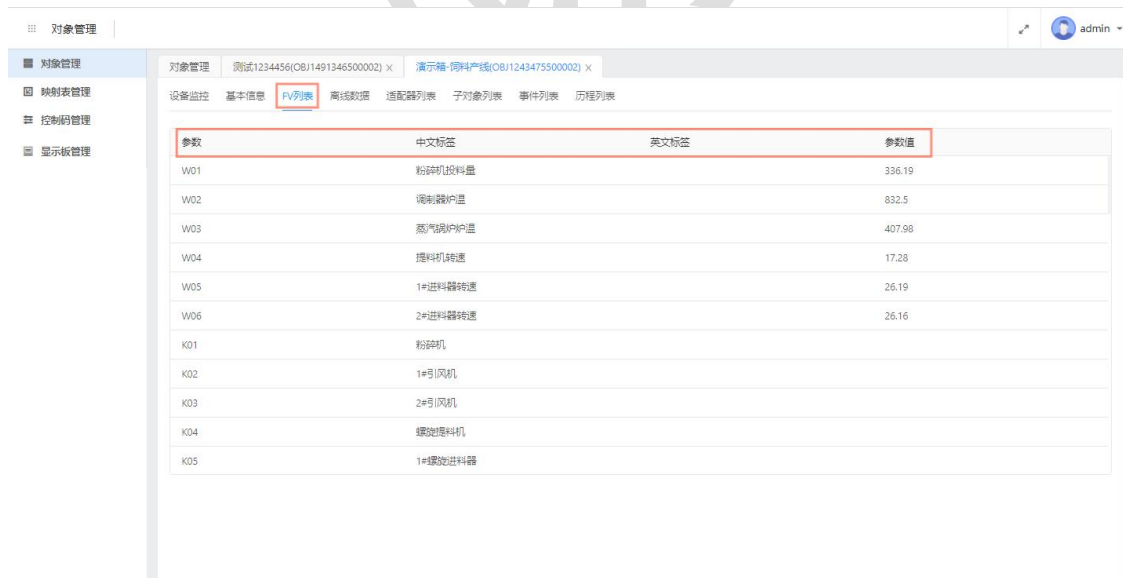 对象管理 admin
对象管理
映射表管理
控制码管理
显示板管理
对象管理 测试1234456(OBJ1491346500002) × 演示箱-饲料产线(OBJ1243475500002) ×
设备监控 基本信息 FV列表 离线数据 适配器列表 子对象列表 事件列表 历程列表
参数 中文标签 英文标签 参数值
W01 粉碎机投料量 336.19
W02 调制器炉温 832.5
W03 蒸汽锅炉炉温 407.98
W04 提料机转速 17.28
W05 1#进料器转速 26.19
W06 2#进料器转速 26.16
K01 粉碎机
K02 1#引风机
K03 2#引风机
K04 螺旋提料机
K05 1#螺旋进料器